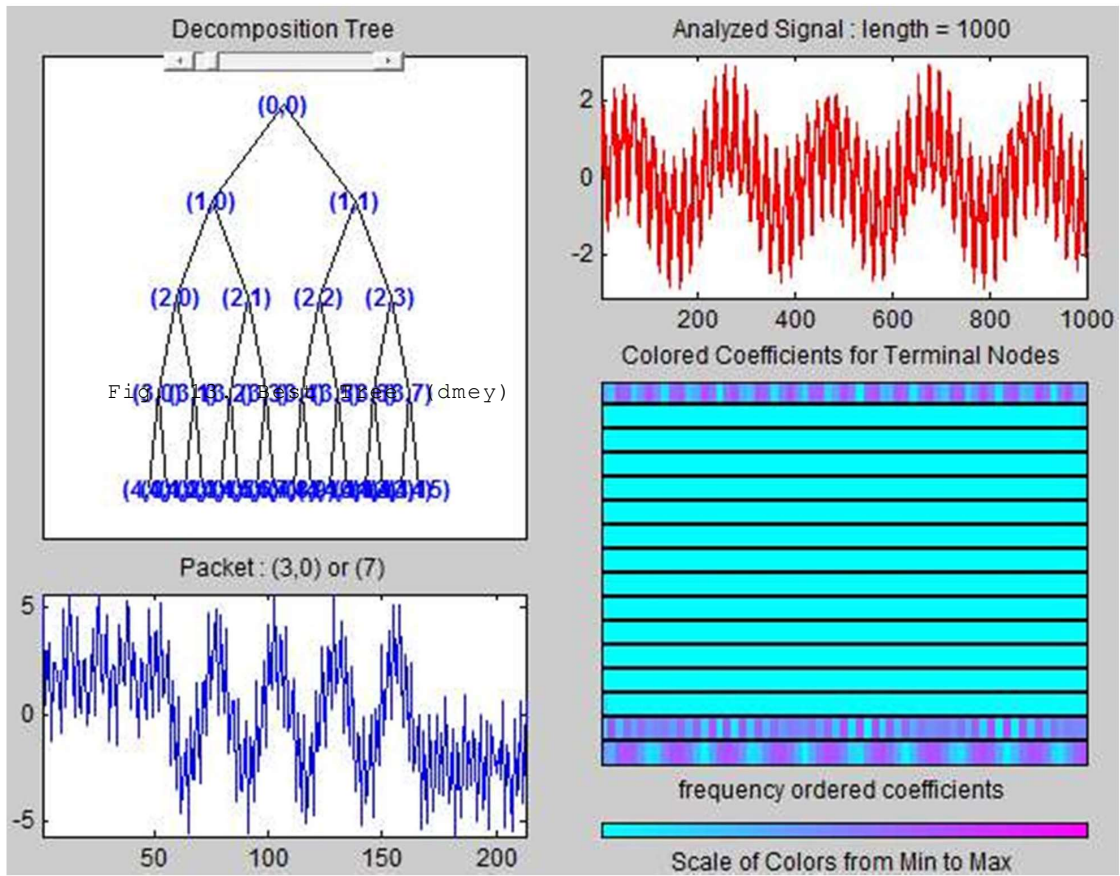 Decomposition Tree
(0,0)
(1,0) (1,1)
(2,0) (2,1) (2,2) (2,3)
Packet : (3,0) or (7)
5
0
-5
50 100 150 200
Analyzed Signal : length = 1000
2
0
-2
200 400 600 800 1000
Colored Coefficients for Terminal Nodes
frequency ordered coefficients
Scale of Colors from Min to Max